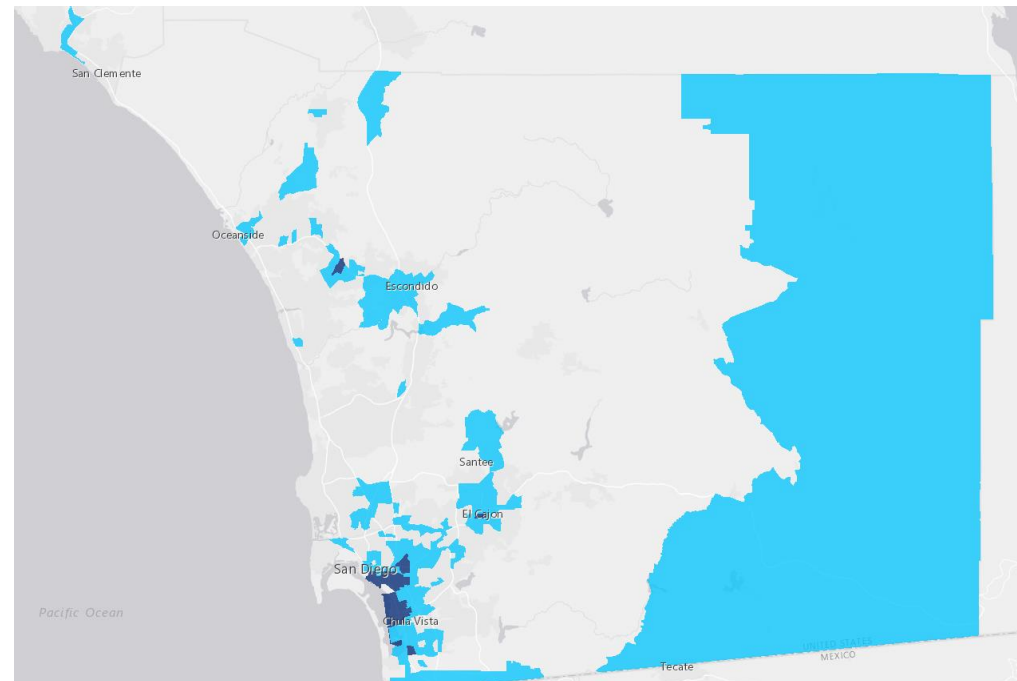 San Clemente
Oceanside
Escondido
Santee
El Cajon
San Diego
Pacific Ocean
Chula Vista
UNITED STATES
MEXICO
Tecate